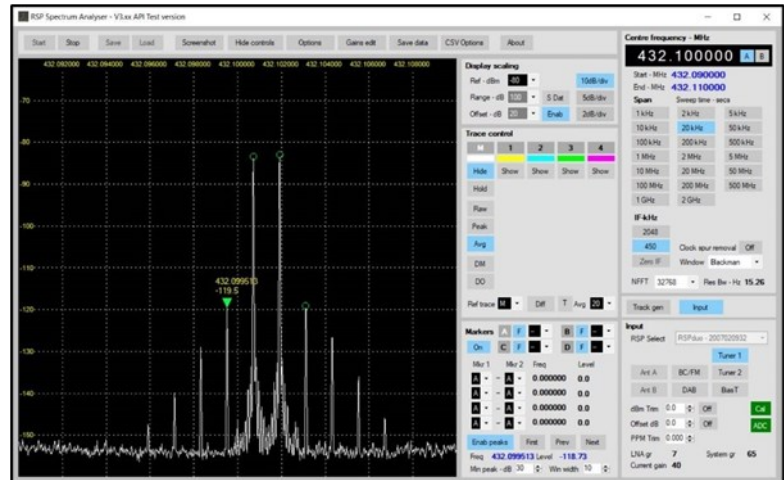 RSP Spectrum Analyser - V3.xx API Test version
Start Stop Save Load Screenshot Hide controls Options Gains edit Save data CSV Options About
432.092000 432.094000 432.096000 432.098000 432.100000 432.102000 432.104000 432.106000 432.108000
-70
-80
-90
-100
-110
-120
-130
-140
-150
432.099513
-119.5
Display scaling
Ref - dBm -80 10dB/div
Range - dB 100 S Dat 5dB/div
Offset - dB 20 Enab 2dB/div
Trace control
M 1 2 3 4
Hide Show Show Show Show
Hold
Raw
Peak
Avg
DM
DO
Ref trace M Diff T Avg 20
Markers A F - B F -
On C F - D F -
Mkr 1 Mkr 2 Freq Level
A - A 0.000000 0.0
A - A 0.000000 0.0
A - A 0.000000 0.0
A - A 0.000000 0.0
Enab peaks First Prev Next
Freq 432.099513 Level -118.73
Min peak - dB 30 Win width 10
Centre frequency - MHz
432.100000 A B
Start - MHz 432.090000
End - MHz 432.110000
Span Sweep time - secs
1 kHz 2 kHz 5 kHz
10 kHz 20 kHz 50 kHz
100 kHz 200 kHz 500 kHz
1 MHz 2 MHz 5 MHz
10 MHz 20 MHz 50 MHz
100 MHz 200 MHz 500 MHz
1 GHz 2 GHz
IF-kHz
2048
450 Clock spur removal Off
Zero IF Window Blackman
NFFT 32768 Res Bw - Hz 15.26
Track gen Input
Input
RSP Select RSPduo - 2007020932
Tuner 1
Ant A BC/FM Tuner 2
Ant B DAB BiasT
dBm Trim 0.0 Off Cal
Offset dB 0.0 Off ADC
PPM Trim 0.000
LNA gr 7 System gr 65
Current gain 40